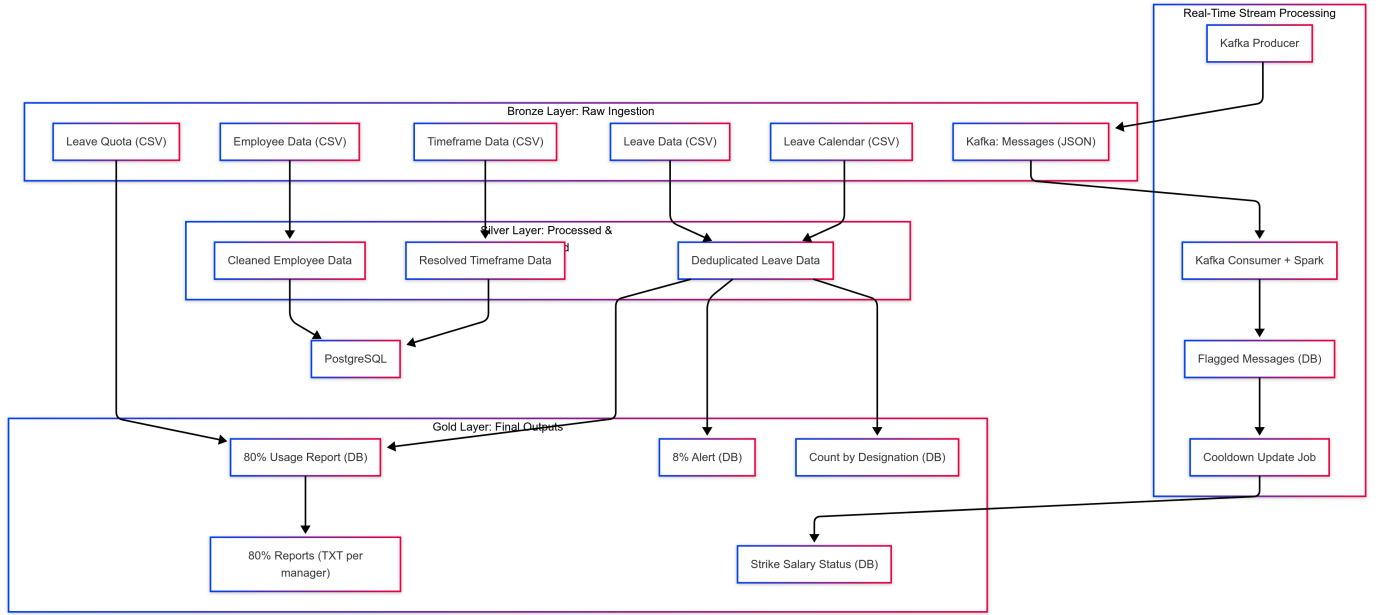 Real-Time Stream Processing
Kafka Producer
Bronze Layer: Raw Ingestion
Leave Quota (CSV)
Employee Data (CSV)
Timeframe Data (CSV)
Leave Data (CSV)
Leave Calendar (CSV)
Kafka: Messages (JSON)
Silver Layer: Processed &
Cleaned Employee Data
Resolved Timeframe Data
Deduplicated Leave Data
Kafka Consumer + Spark
PostgreSQL
Flagged Messages (DB)
Gold Layer: Final Outputs
80% Usage Report (DB)
8% Alert (DB)
Count by Designation (DB)
Cooldown Update Job
80% Reports (TXT per
manager)
Strike Salary Status (DB)